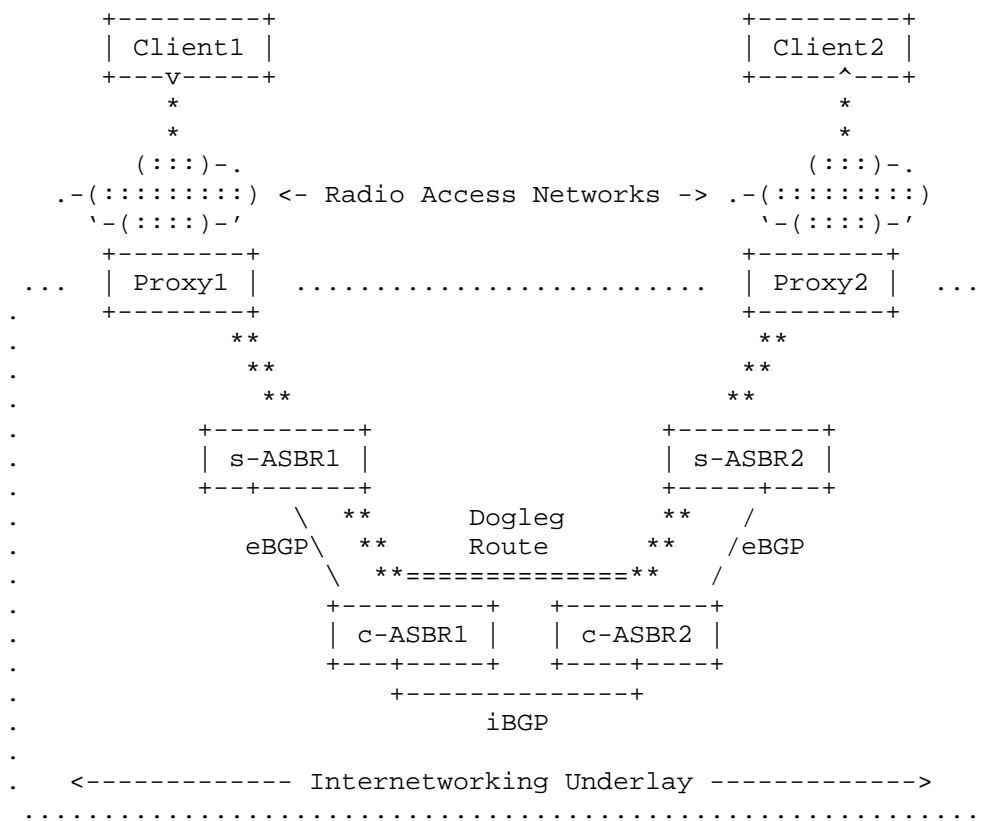 Client1 Client2
<- Radio Access Networks ->
Proxy1 Proxy2
s-ASBR1 s-ASBR2
Dogleg
eBGP Route eBGP
c-ASBR1 c-ASBR2
iBGP
<------------- Internetworking Underlay ------------->